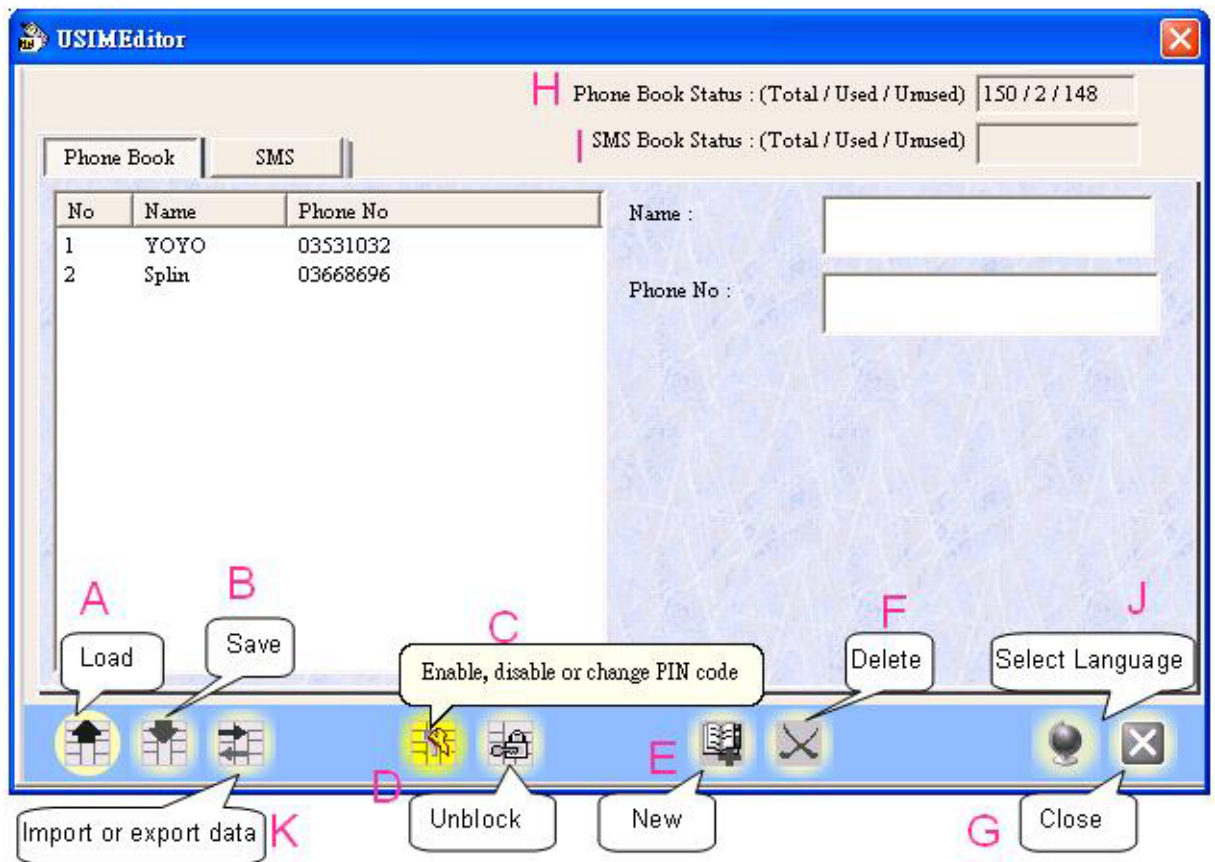 USIMEditor
H Phone Book Status : (Total / Used / Unused) 150 / 2 / 148
I SMS Book Status : (Total / Used / Unused)
Phone Book SMS
No Name Phone No
1 YOYO 03531032
2 Splin 03668696
Name :
Phone No :
A B C F J
Load Save Enable, disable or change PIN code Delete Select Language
D E
Import or export data K Unblock New G Close